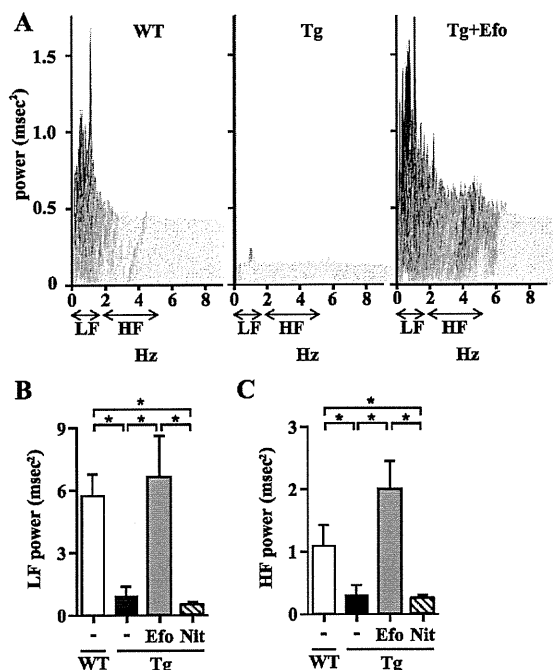 A
WT
Tg
Tg+Efo
power (msec²)
1.5
1.0
0.5
0
0 2 4 6 8
0 2 4 6 8
0 2 4 6 8
LF HF
LF HF
LF HF
Hz
Hz
Hz
B
* 
* * *
LF power (msec²)
9
6
3
0
- - Efo Nit
WT Tg
C
*
* * *
HF power (msec²)
3
2
1
0
- - Efo Nit
WT Tg